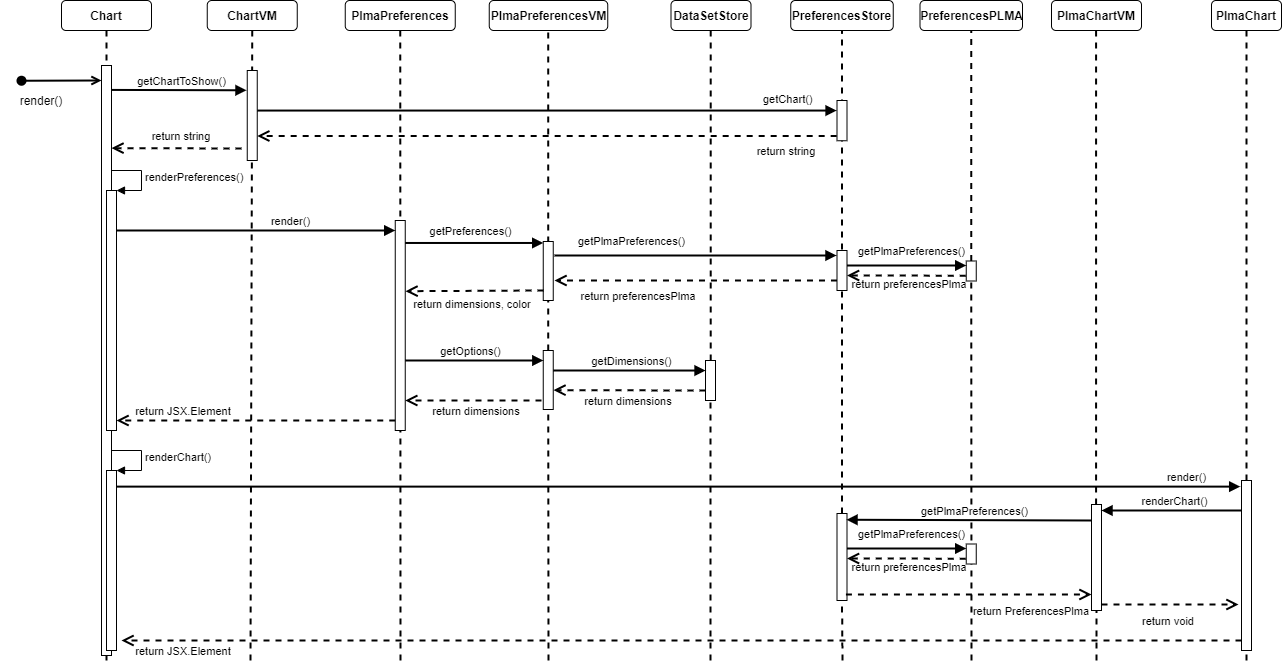 Chart
ChartVM
PlmaPreferences
PlmaPreferencesVM
DataSetStore
PreferencesStore
PreferencesPLMA
PlmaChartVM
PlmaChart
render()
getChartToShow()
getChart()
return string
return string
renderPreferences()
render()
getPreferences()
getPlmaPreferences()
getPlmaPreferences()
return preferencesPlma
return preferencesPlma
return dimensions, color
getOptions()
getDimensions()
return dimensions
return dimensions
return JSX.Element
renderChart()
render()
renderChart()
getPlmaPreferences()
getPlmaPreferences()
return preferencesPlma
return PreferencesPlma
return void
return JSX.Element